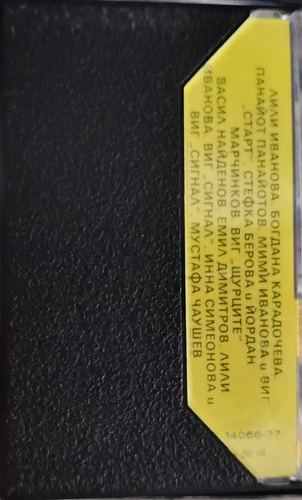 ЛИЛИ ИВАНОВА. БОГДАНА КАРАДОЧЕВА.
ПАНАЙОТ ПАНАЙОТОВ. МИМИ ИВАНОВА и ВИГ
„СТАРТ". СТЕФКА БЕРОВА и ЙОРДАН
МАРЧИНКОВ. ВИГ „ЩУРЦИТЕ"
ВАСИЛ НАЙДЕНОВ. ЕМИЛ ДИМИТРОВ. ЛИЛИ
ИВАНОВА. ВИГ „СИГНАЛ". ИННА СИМЕОНОВА и
ВИГ „СИГНАЛ". МУСТАФА ЧАУШЕВ
14066-77